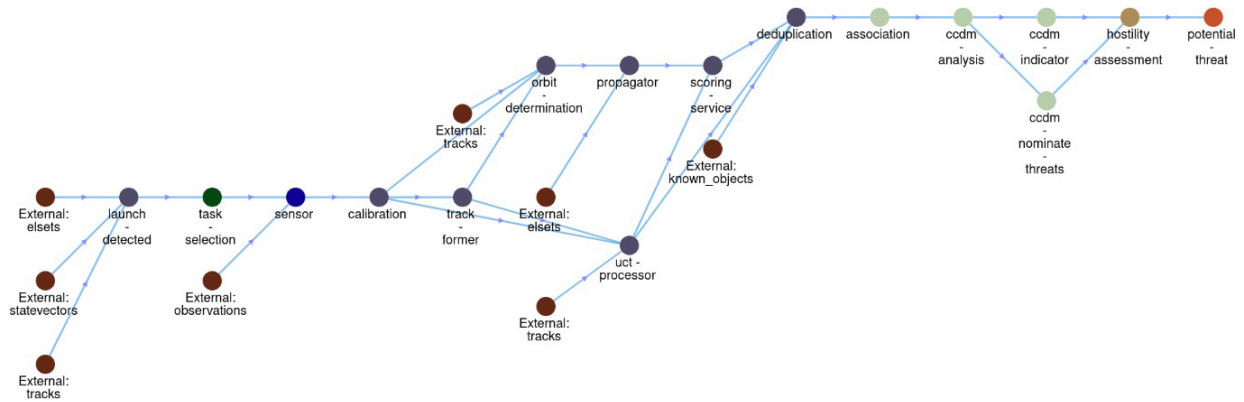 deduplication
association
ccdm
-
analysis
ccdm
-
indicator
hostility
-
assessment
potential
-
threat
orbit
-
determination
propagator
scoring
-
service
ccdm
-
nominate
-
threats
External:
tracks
External:
known_objects
External:
elsets
launch
-
detected
task
-
selection
sensor
calibration
track
-
former
External:
elsets
uct -
processor
External:
statevectors
External:
observations
External:
tracks
External:
tracks